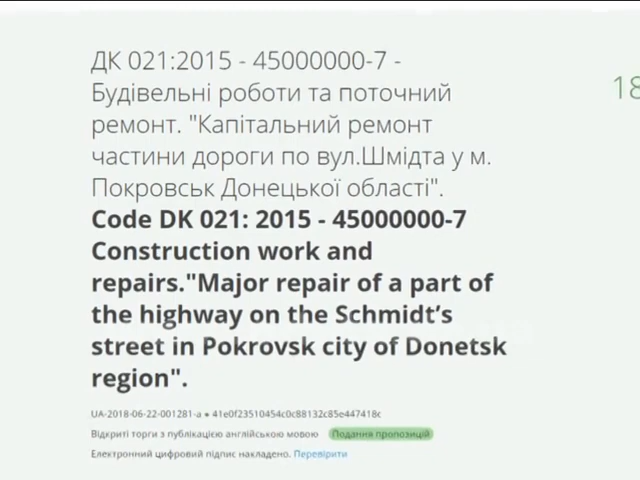 ДК 021:2015 - 45000000-7 -
18
Будівельні роботи та поточний
ремонт. "Капітальний ремонт
частини дороги по вул.Шмідта у м.
Покровськ Донецької області".
Code DK 021: 2015 - 45000000-7
Construction work and
repairs."Major repair of a part of
the highway on the Schmidt’s
street in Pokrovsk city of Donetsk
region".
UA-2018-06-22-001281-a ● 41e0f23510454c0c88132c85e447418c
Відкриті торги з публікацією англійською мовою Подання пропозицій
Електронний цифровий підпис накладено. Перевірити